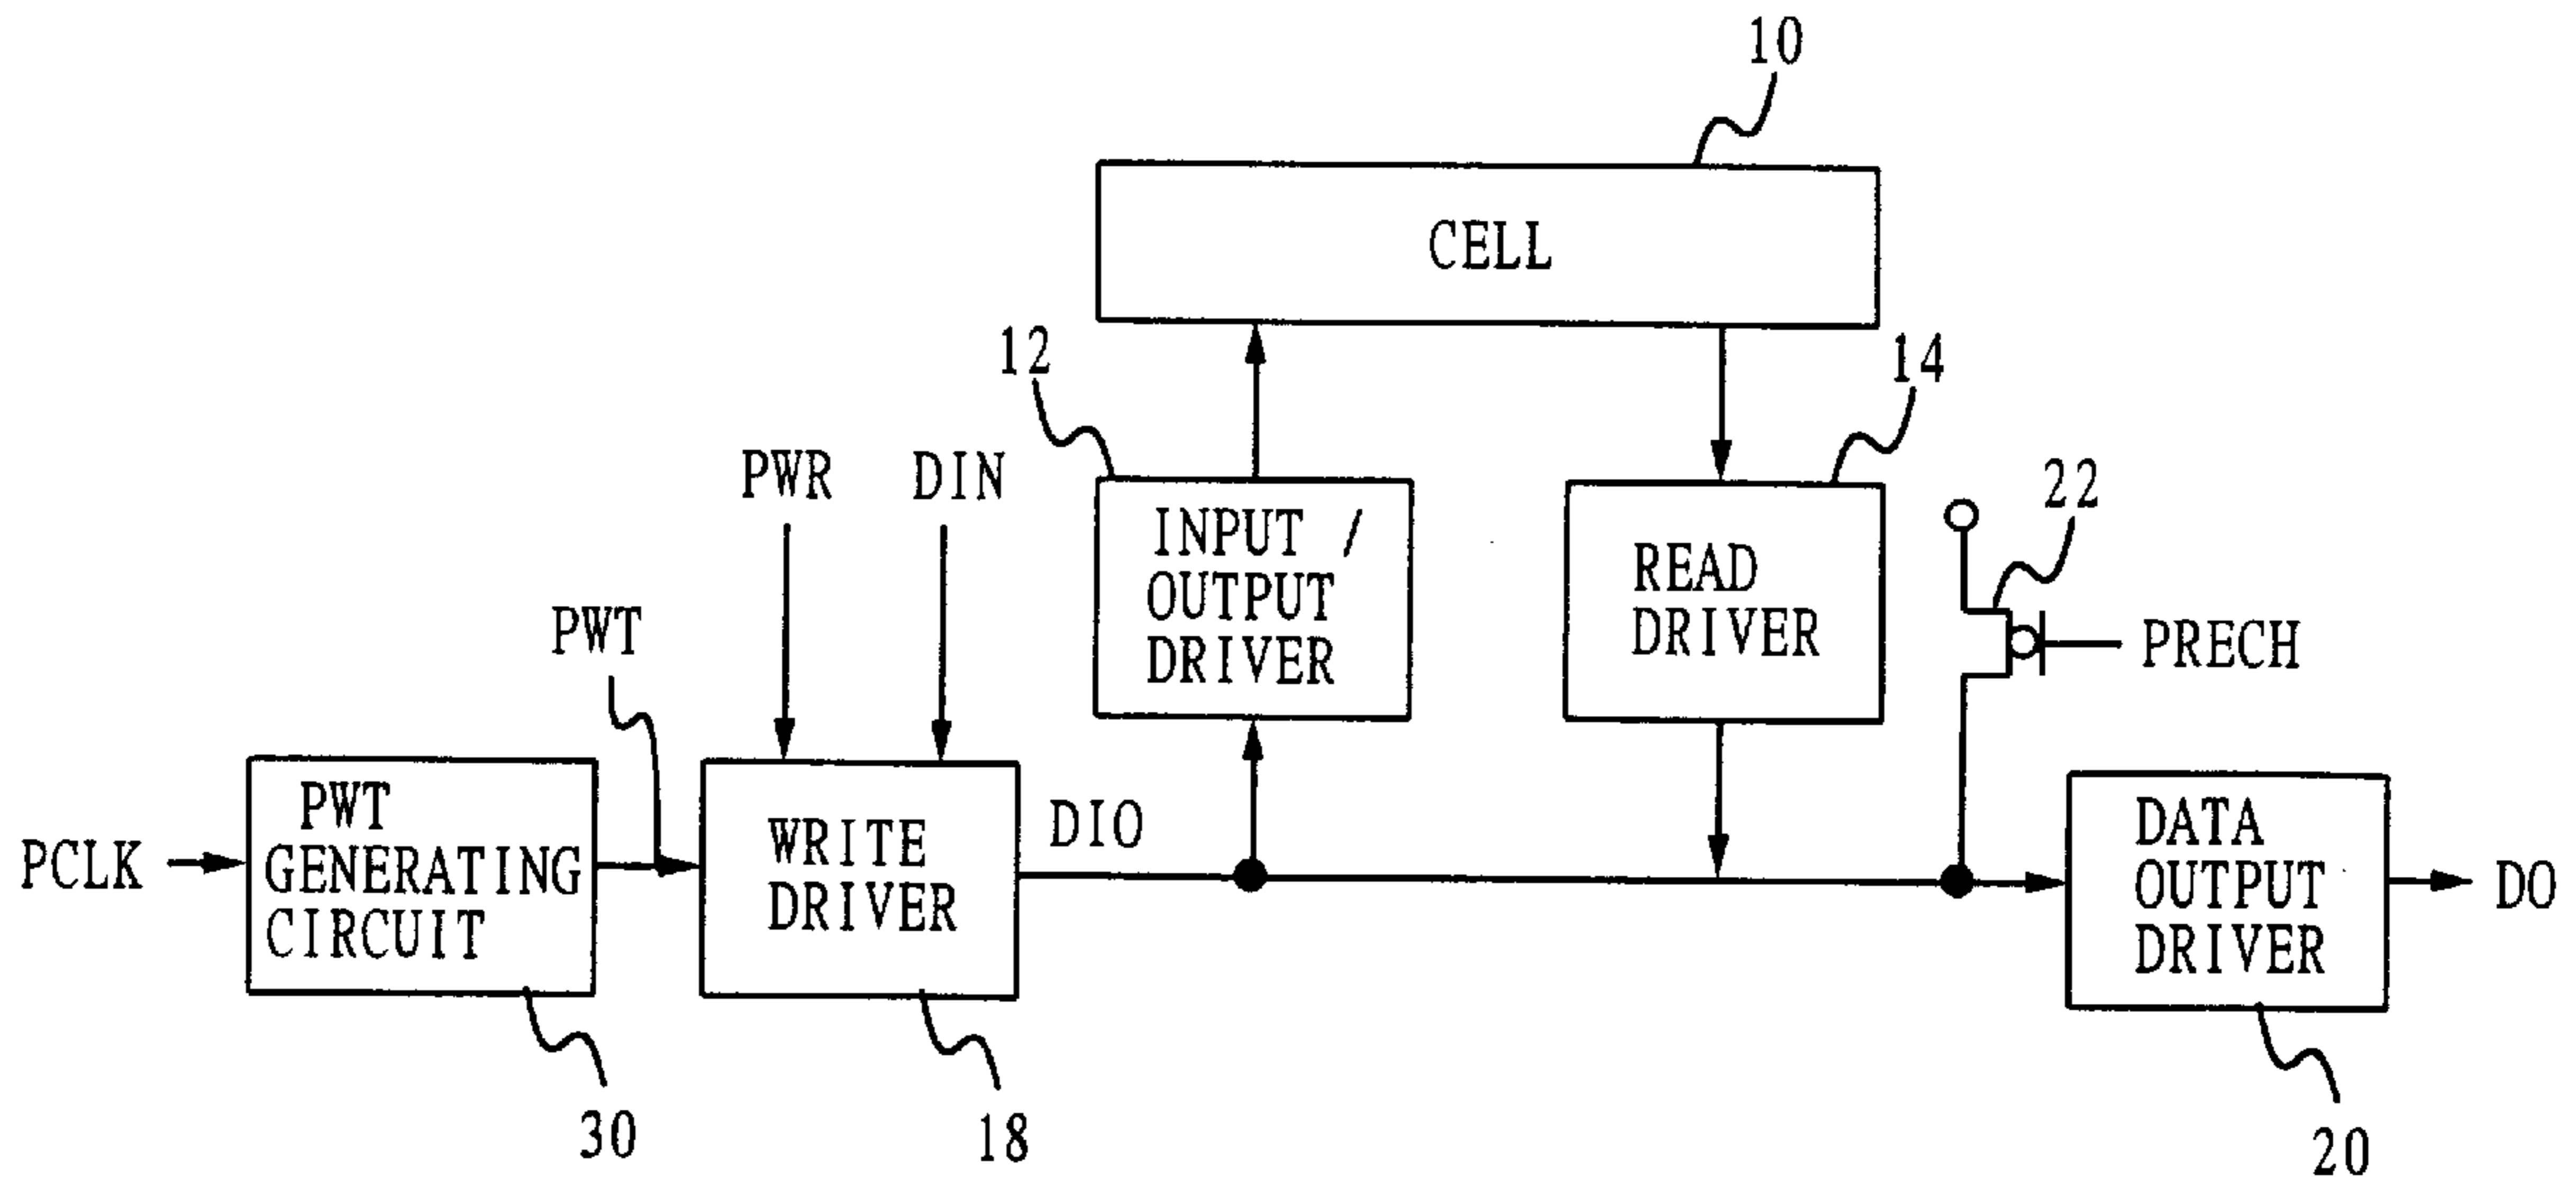 10
CELL
12
14
PWR
DIN
22
INPUT /
OUTPUT
DRIVER
READ
DRIVER
PWT
PRECH
PWT
GENERATING
CIRCUIT
PCLK
WRITE
DRIVER
DIO
DATA
OUTPUT
DRIVER
DO
30
18
20